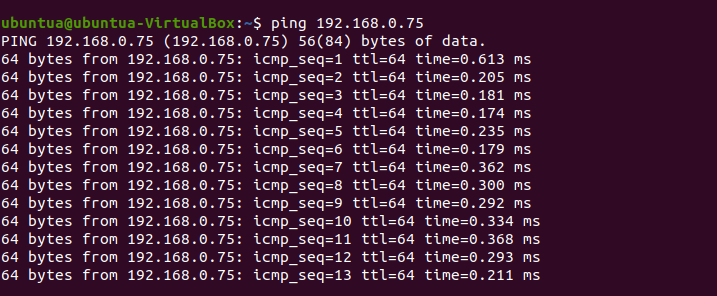 ubuntua@ubuntua-VirtualBox:~$ ping 192.168.0.75
PING 192.168.0.75 (192.168.0.75) 56(84) bytes of data.
64 bytes from 192.168.0.75: icmp_seq=1 ttl=64 time=0.613 ms
64 bytes from 192.168.0.75: icmp_seq=2 ttl=64 time=0.205 ms
64 bytes from 192.168.0.75: icmp_seq=3 ttl=64 time=0.181 ms
64 bytes from 192.168.0.75: icmp_seq=4 ttl=64 time=0.174 ms
64 bytes from 192.168.0.75: icmp_seq=5 ttl=64 time=0.235 ms
64 bytes from 192.168.0.75: icmp_seq=6 ttl=64 time=0.179 ms
64 bytes from 192.168.0.75: icmp_seq=7 ttl=64 time=0.362 ms
64 bytes from 192.168.0.75: icmp_seq=8 ttl=64 time=0.300 ms
64 bytes from 192.168.0.75: icmp_seq=9 ttl=64 time=0.292 ms
64 bytes from 192.168.0.75: icmp_seq=10 ttl=64 time=0.334 ms
64 bytes from 192.168.0.75: icmp_seq=11 ttl=64 time=0.368 ms
64 bytes from 192.168.0.75: icmp_seq=12 ttl=64 time=0.293 ms
64 bytes from 192.168.0.75: icmp_seq=13 ttl=64 time=0.211 ms